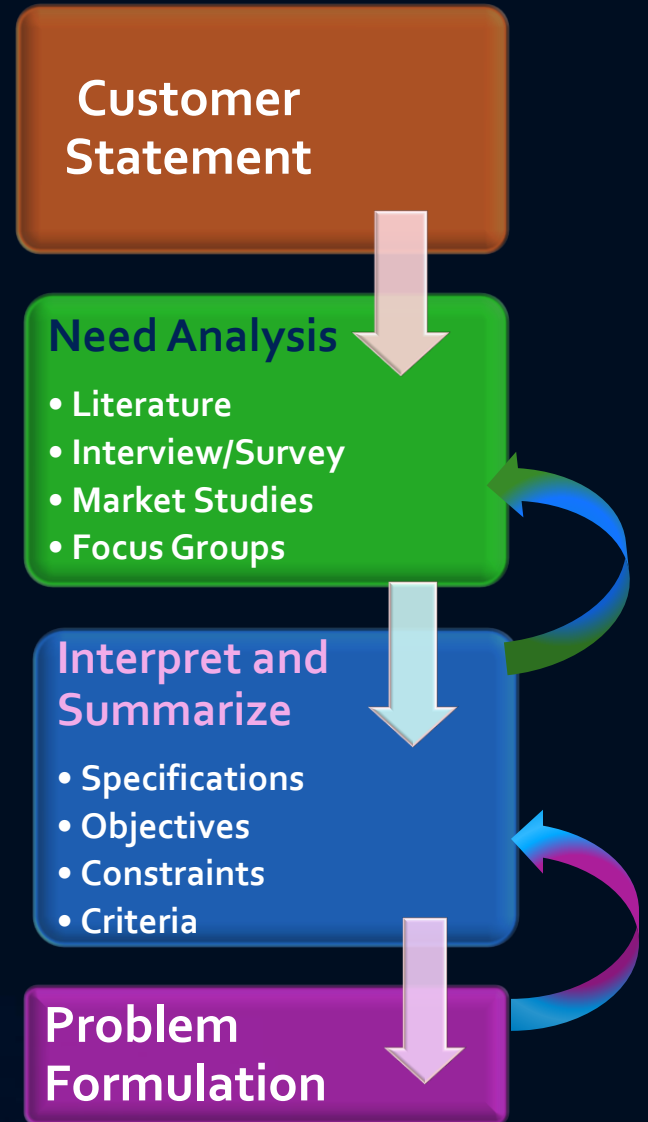 Customer
Statement
Need Analysis
• Literature
• Interview/Survey
• Market Studies
• Focus Groups
Interpret and
Summarize
• Specifications
• Objectives
• Constraints
• Criteria
Problem
Formulation